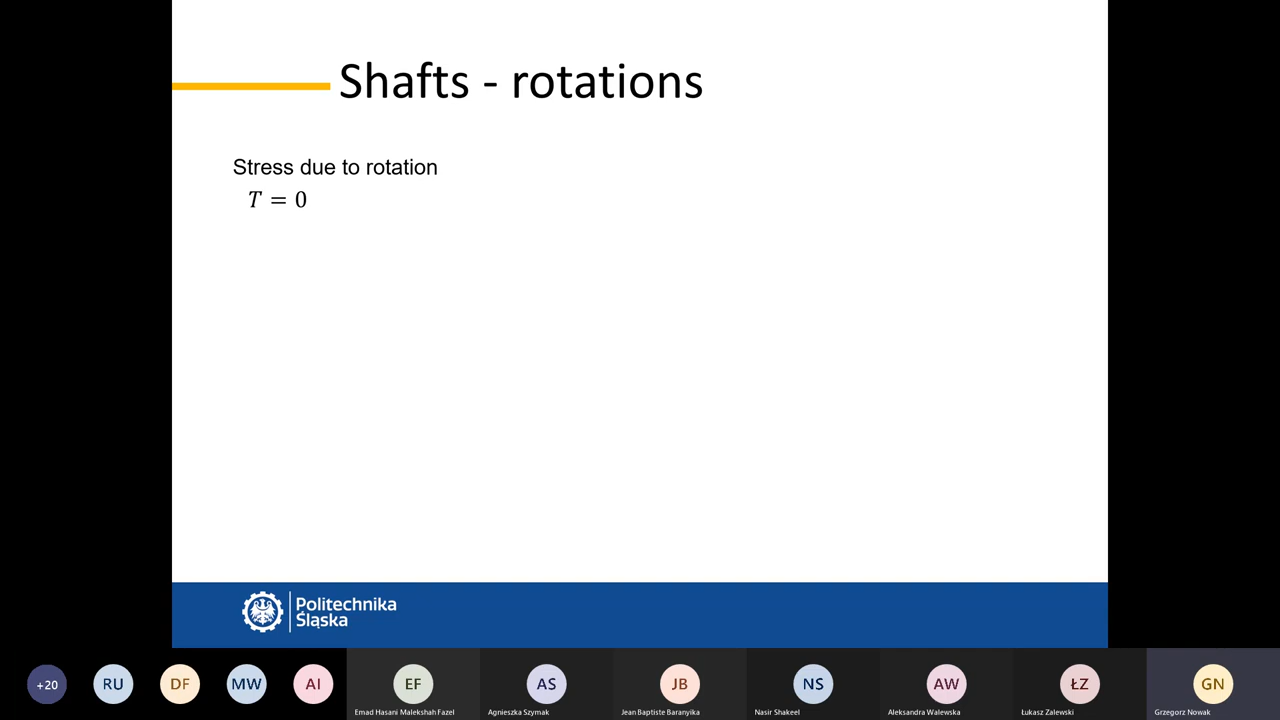 Shafts - rotations
Stress due to rotation
T = 0
Politechnika
Śląska
+20
RU
DF
MW
AI
EF
AS
JB
NS
AW
ŁZ
GN
Emad Hasani Malekshah Fazel
Agnieszka Szymak
Jean Baptiste Baranyika
Nasir Shakeel
Aleksandra Walewska
Łukasz Zalewski
Grzegorz Nowak